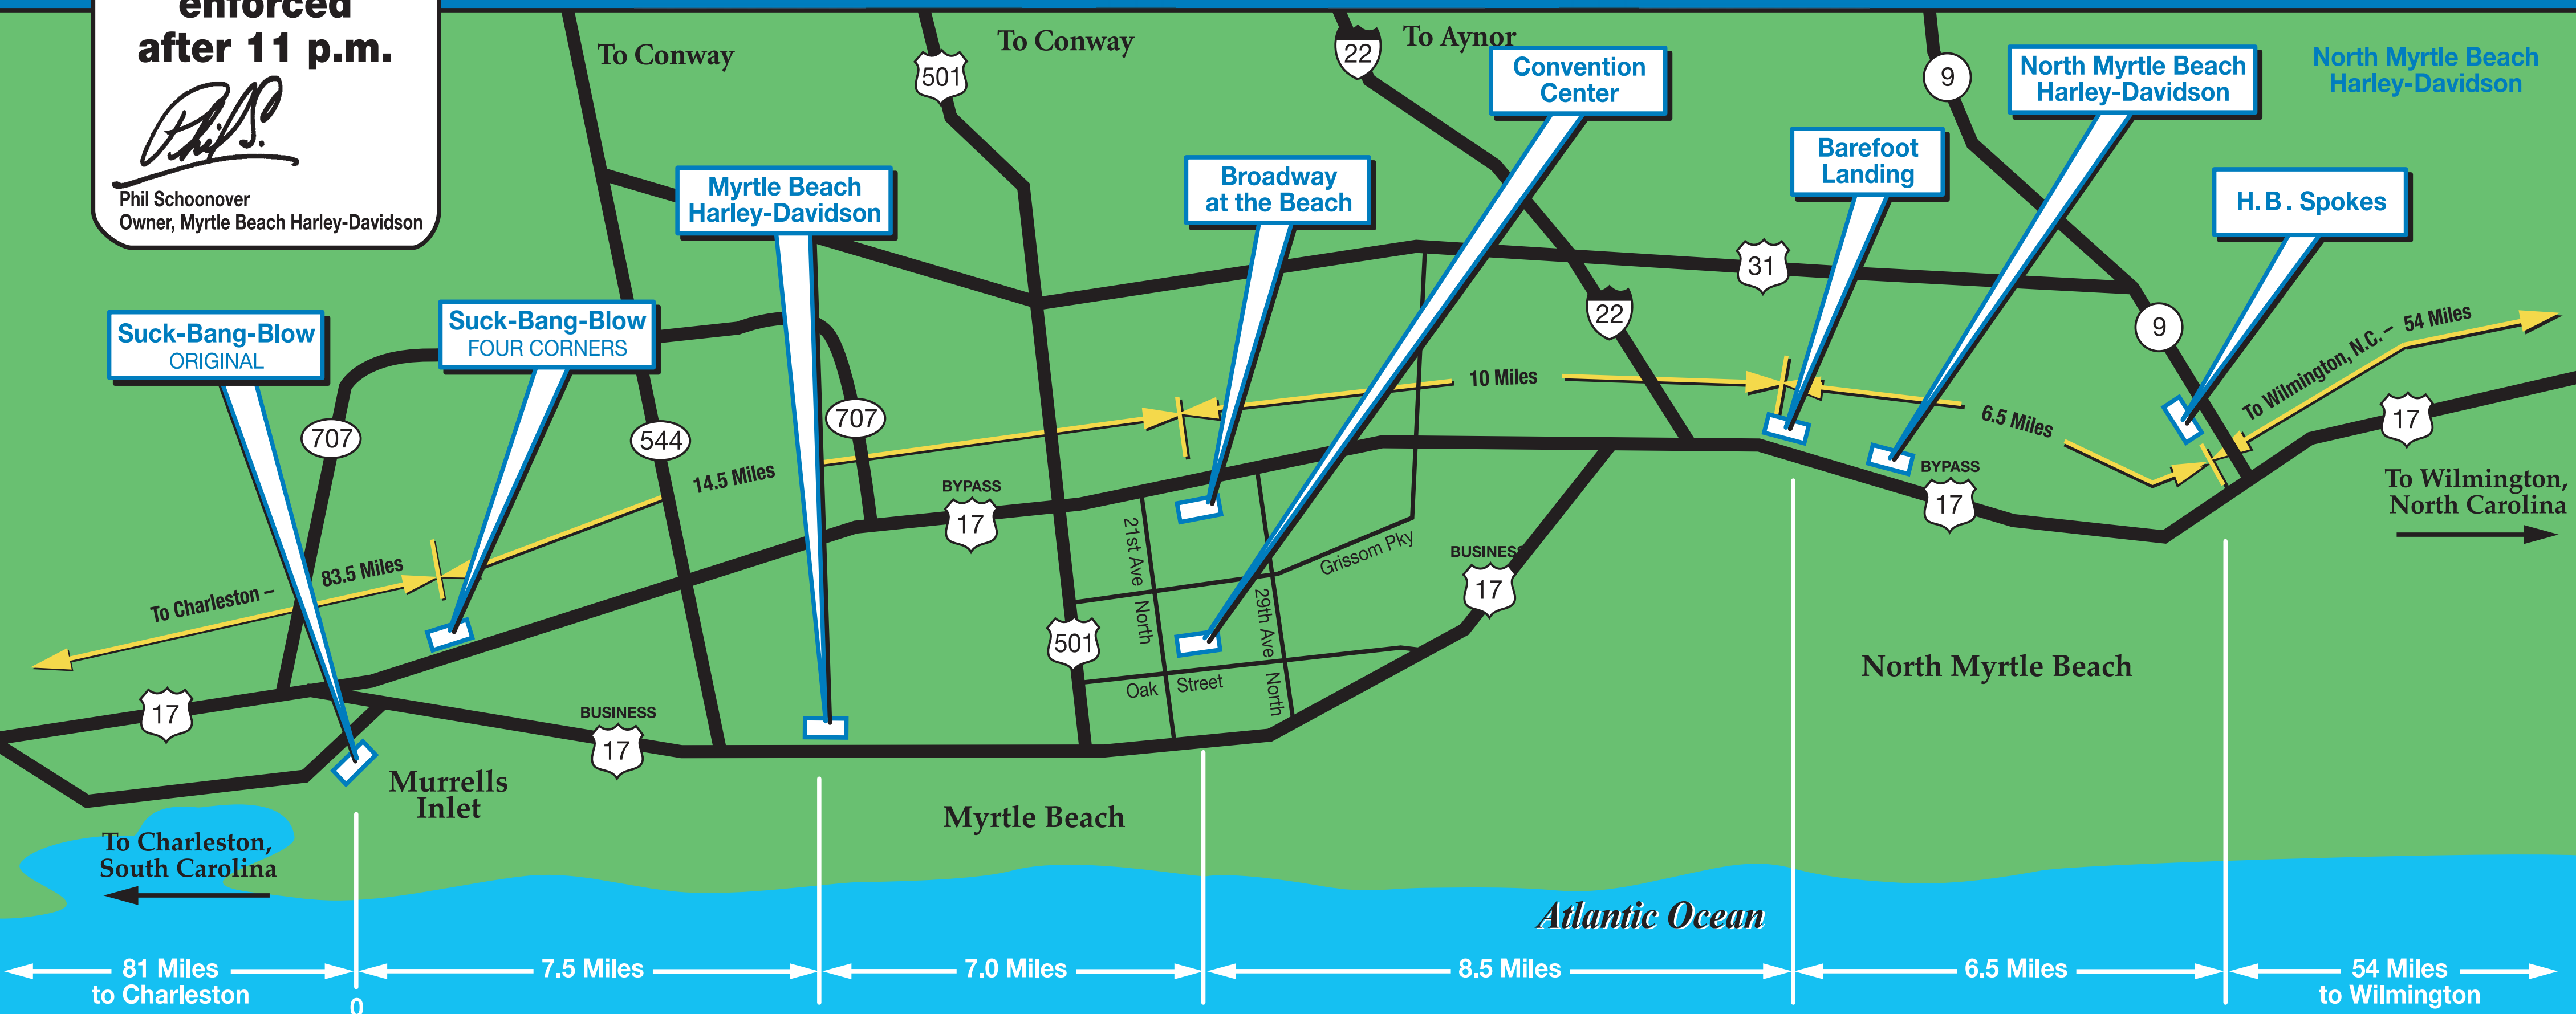 enforced
after 11 p.m.
Phil S.
Phil Schoonover
Owner, Myrtle Beach Harley-Davidson
To Conway
501
To Conway
22
To Aynor
Convention
Center
9
North Myrtle Beach
Harley-Davidson
North Myrtle Beach
Harley-Davidson
Myrtle Beach
Harley-Davidson
Broadway
at the Beach
Barefoot
Landing
H.B. Spokes
Suck-Bang-Blow
ORIGINAL
Suck-Bang-Blow
FOUR CORNERS
31
22
9
707
544
707
To Charleston –
83.5 Miles
14.5 Miles
10 Miles
6.5 Miles
To Wilmington, N.C. – 54 Miles
17
To Wilmington,
North Carolina
BYPASS
17
BYPASS
17
21st Ave North
29th Ave North
Grissom Pky
Oak Street
501
BUSINESS
17
17
BUSINESS
17
Murrells
Inlet
Myrtle Beach
North Myrtle Beach
To Charleston,
South Carolina
Atlantic Ocean
81 Miles
to Charleston
0
7.5 Miles
7.0 Miles
8.5 Miles
6.5 Miles
54 Miles
to Wilmington